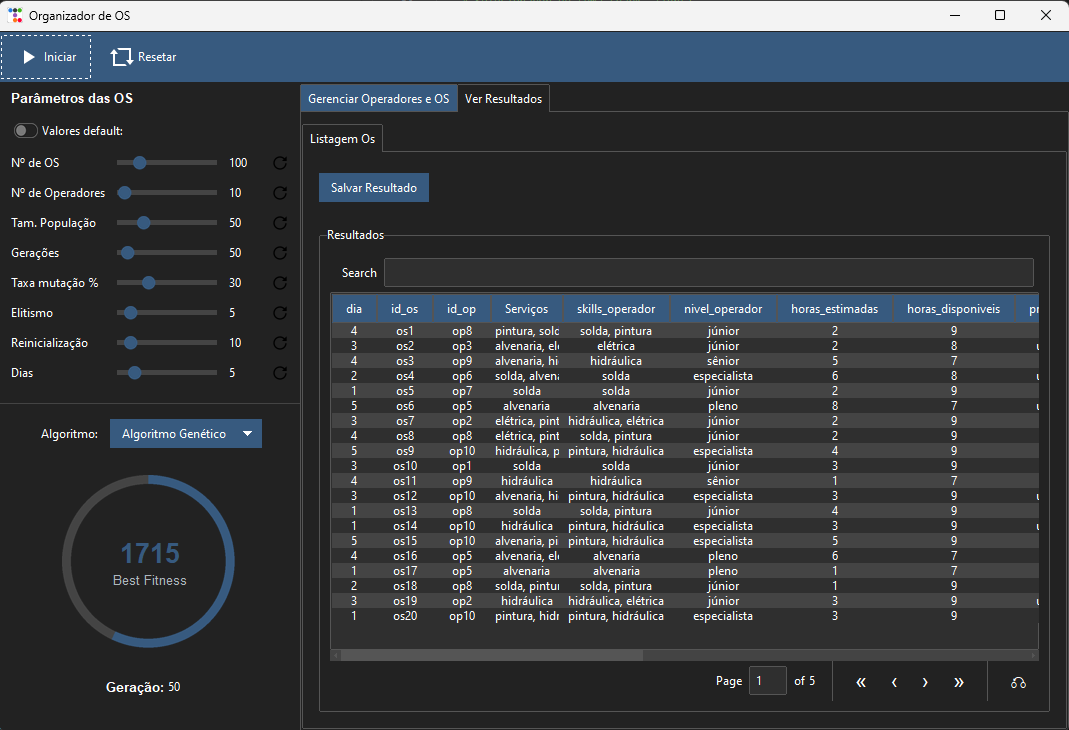 Organizador de OS
Iniciar Resetar
Parâmetros das OS
Valores default:
Nº de OS 100
Nº de Operadores 10
Tam. População 50
Gerações 50
Taxa mutação % 30
Elitismo 5
Reinicialização 10
Dias 5
Algoritmo: Algoritmo Genético
1715
Best Fitness
Geração: 50
Gerenciar Operadores e OS Ver Resultados
Listagem Os
Salvar Resultado
Resultados
Search
dia id_os id_op Serviços skills_operador nivel_operador horas_estimadas horas_disponiveis pr
4 os1 op8 pintura, solc solda, pintura júnior 2 9
3 os2 op3 alvenaria, el elétrica júnior 2 8 u
4 os3 op9 alvenaria, hi hidráulica sênior 5 7
2 os4 op6 solda, alvena solda especialista 6 8 u
1 os5 op7 solda solda júnior 2 9
5 os6 op5 alvenaria alvenaria pleno 8 7 u
3 os7 op2 elétrica, pint hidráulica, elétrica júnior 2 9
4 os8 op8 elétrica, pint solda, pintura júnior 2 9
5 os9 op10 hidráulica, p pintura, hidráulica especialista 4 9
3 os10 op1 solda solda júnior 3 9
4 os11 op9 hidráulica hidráulica sênior 1 7
3 os12 op10 alvenaria, hi pintura, hidráulica especialista 3 9 u
1 os13 op8 solda solda, pintura júnior 4 9
1 os14 op10 hidráulica pintura, hidráulica especialista 3 9 u
5 os15 op10 alvenaria, pi pintura, hidráulica especialista 5 9
4 os16 op5 alvenaria, el alvenaria pleno 6 7
1 os17 op5 alvenaria alvenaria pleno 1 7
2 os18 op8 solda, pintu solda, pintura júnior 1 9
3 os19 op2 hidráulica hidráulica, elétrica júnior 3 9 u
1 os20 op10 pintura, hidr pintura, hidráulica especialista 3 9
Page 1 of 5 « ‹ › »